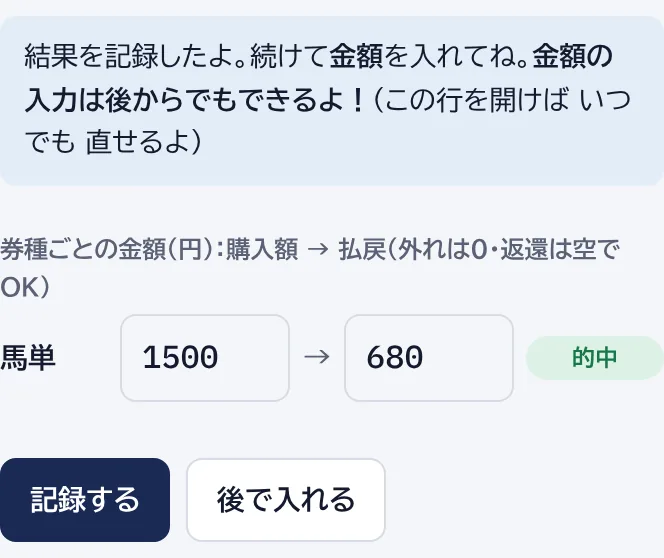 結果を記録したよ。続けて金額を入れてね。金額の
入力は後からでもできるよ！（この行を開けば いつ
でも 直せるよ）
券種ごとの金額（円）：購入額 → 払戻（外れは0・返還は空で
OK）
馬単 1500 → 680 的中
記録する 後で入れる